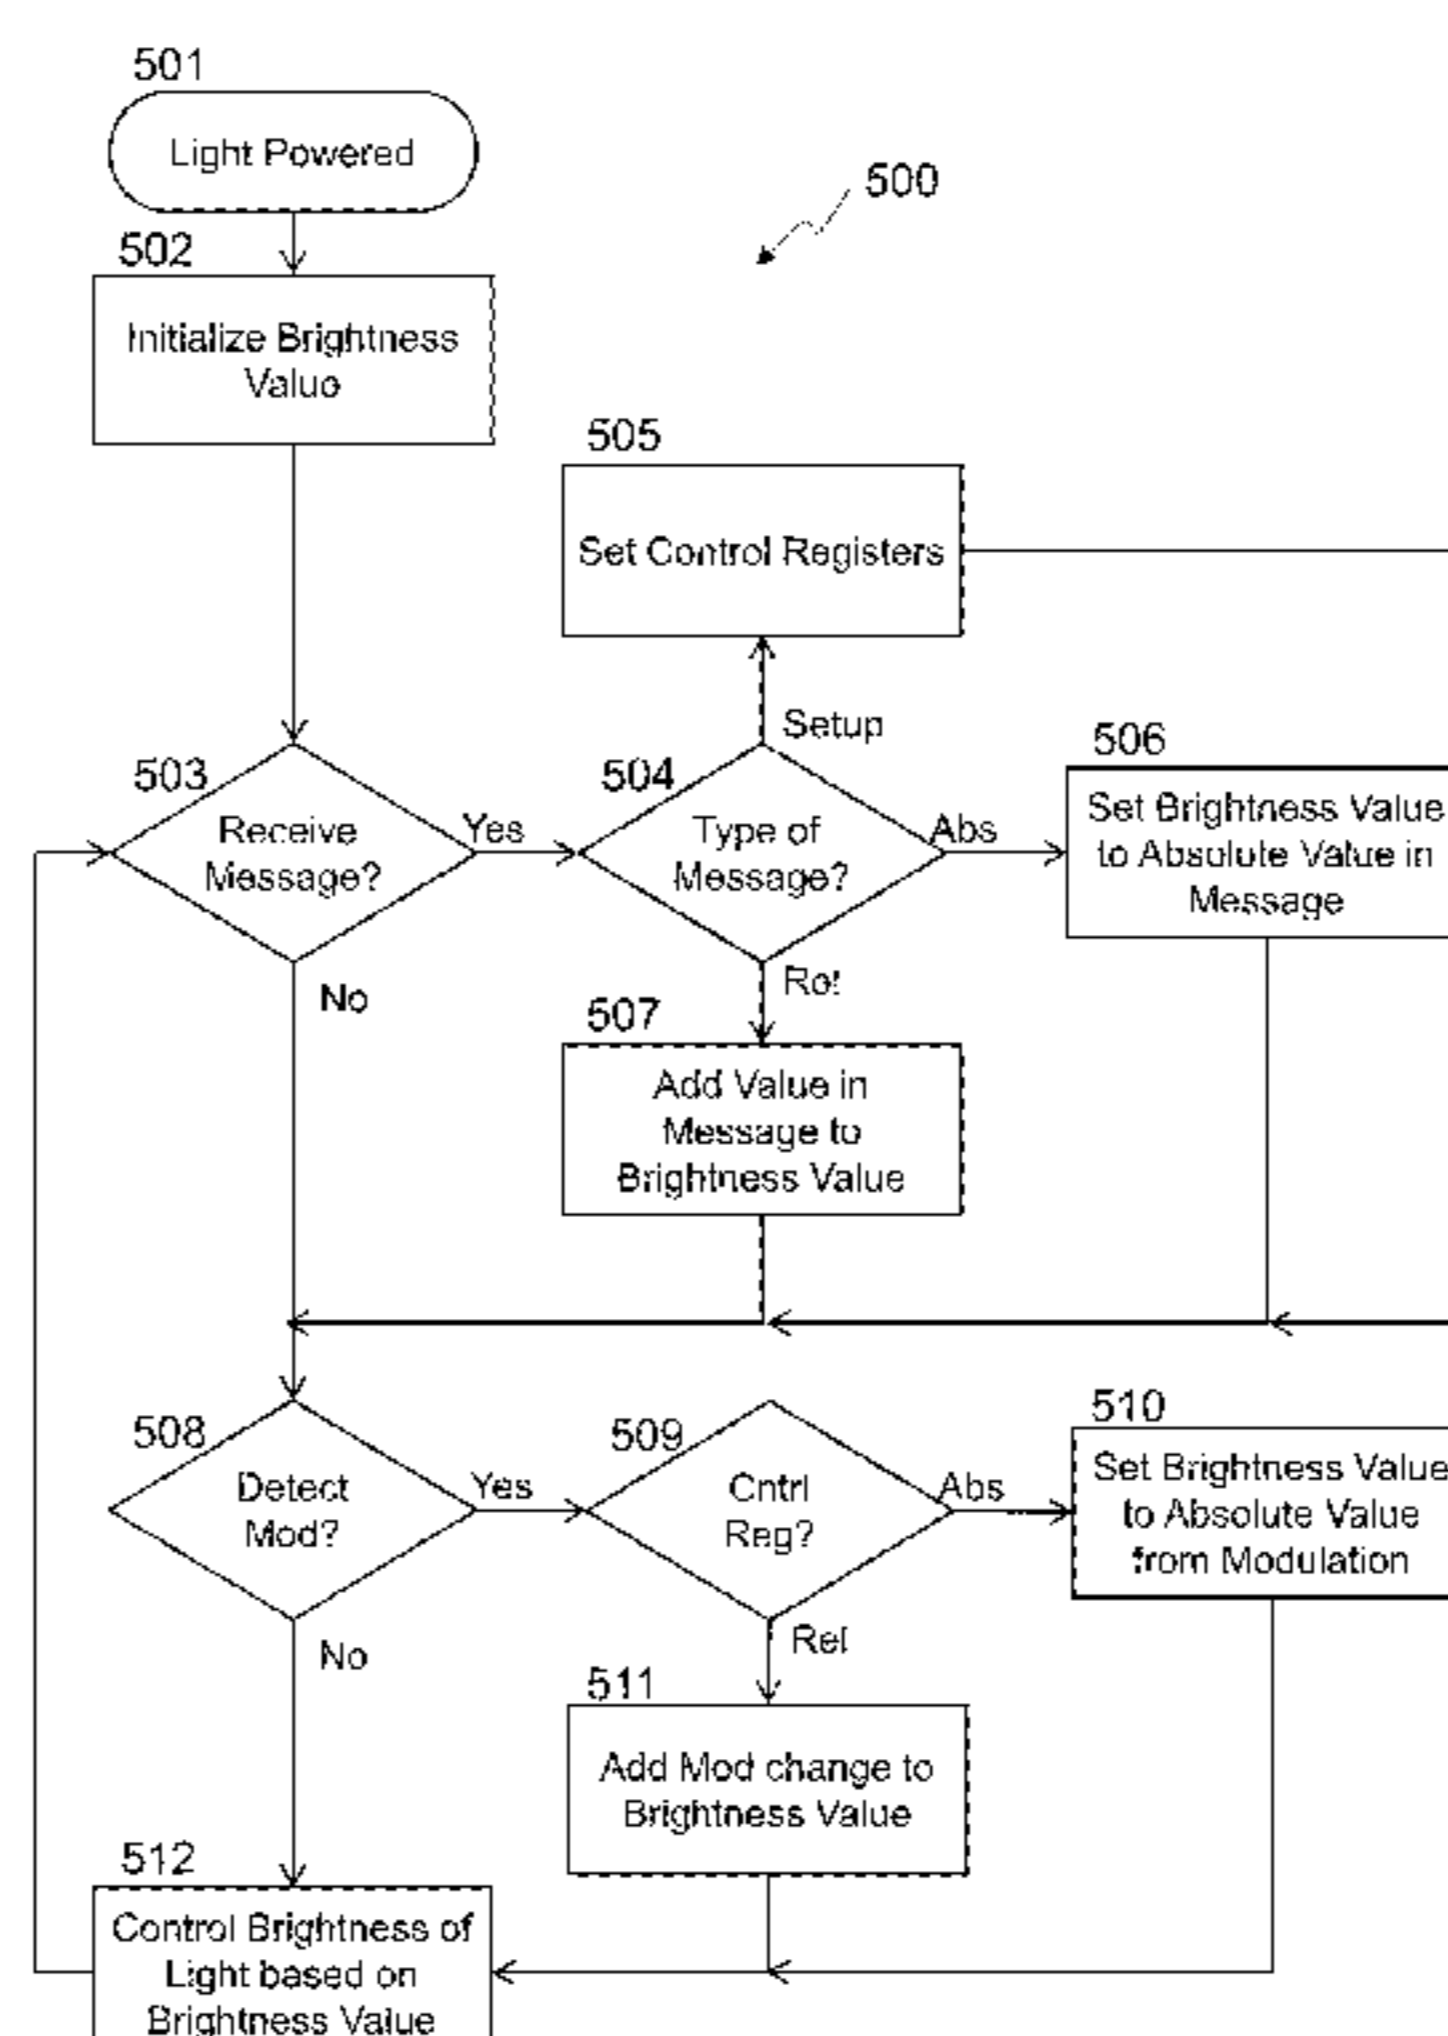 501
Light Powered
500
502
Initialize Brightness
Value
505
Set Control Registers
Setup
503
Receive
Message?
Yes
504
Type of
Message?
Abs
506
Set Brightness Value
to Absolute Value in
Message
No
Rel
507
Add Value in
Message to
Brightness Value
508
Detect
Mod?
Yes
509
Cntrl
Reg?
Abs
510
Set Brightness Value
to Absolute Value
from Modulation
No
Rel
511
Add Mod change to
Brightness Value
512
Control Brightness of
Light based on
Brightness Value